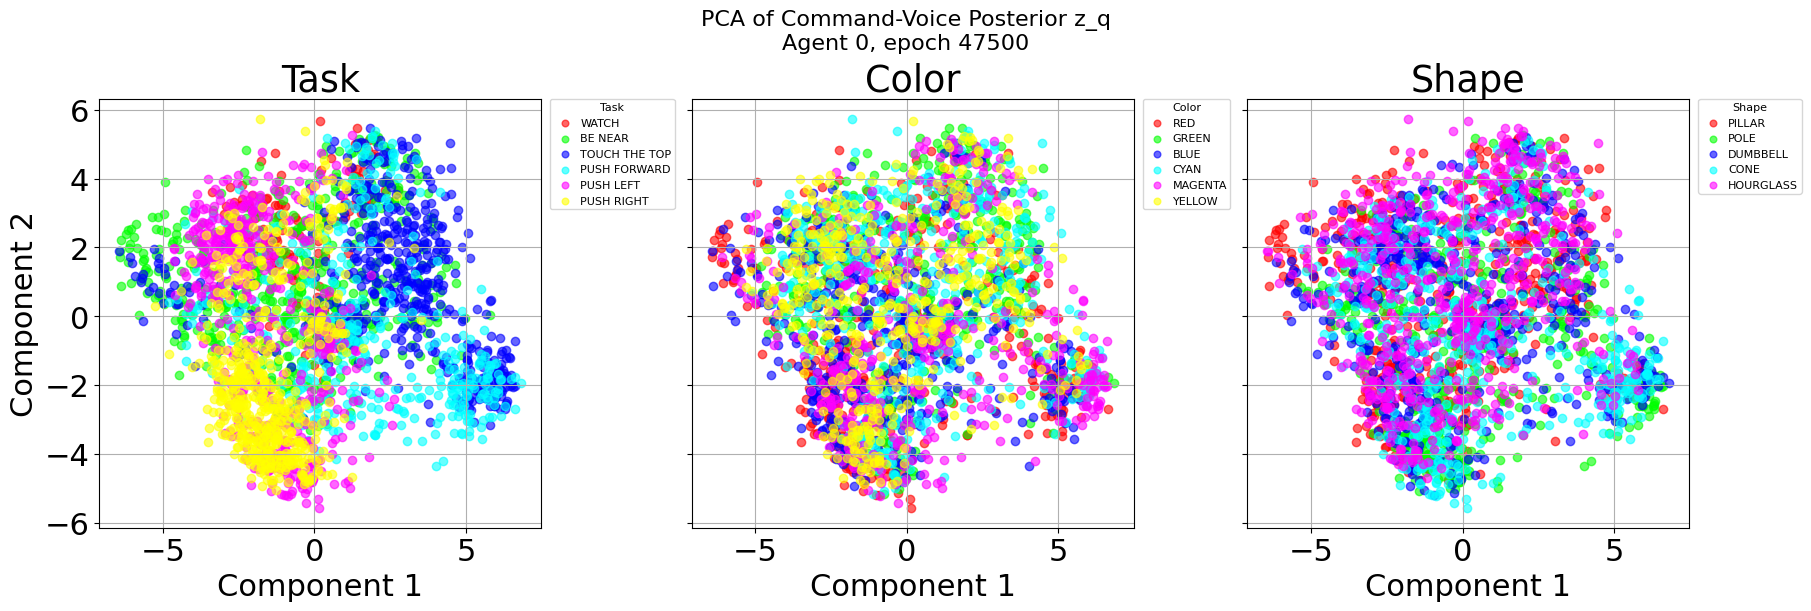 PCA of Command-Voice Posterior z_q
Agent 0, epoch 47500
Task
Component 2
6
4
2
0
−2
−4
−6
−5
0
5
Component 1
Task
WATCH
BE NEAR
TOUCH THE TOP
PUSH FORWARD
PUSH LEFT
PUSH RIGHT
Color
−5
0
5
Component 1
Color
RED
GREEN
BLUE
CYAN
MAGENTA
YELLOW
Shape
−5
0
5
Component 1
Shape
PILLAR
POLE
DUMBBELL
CONE
HOURGLASS